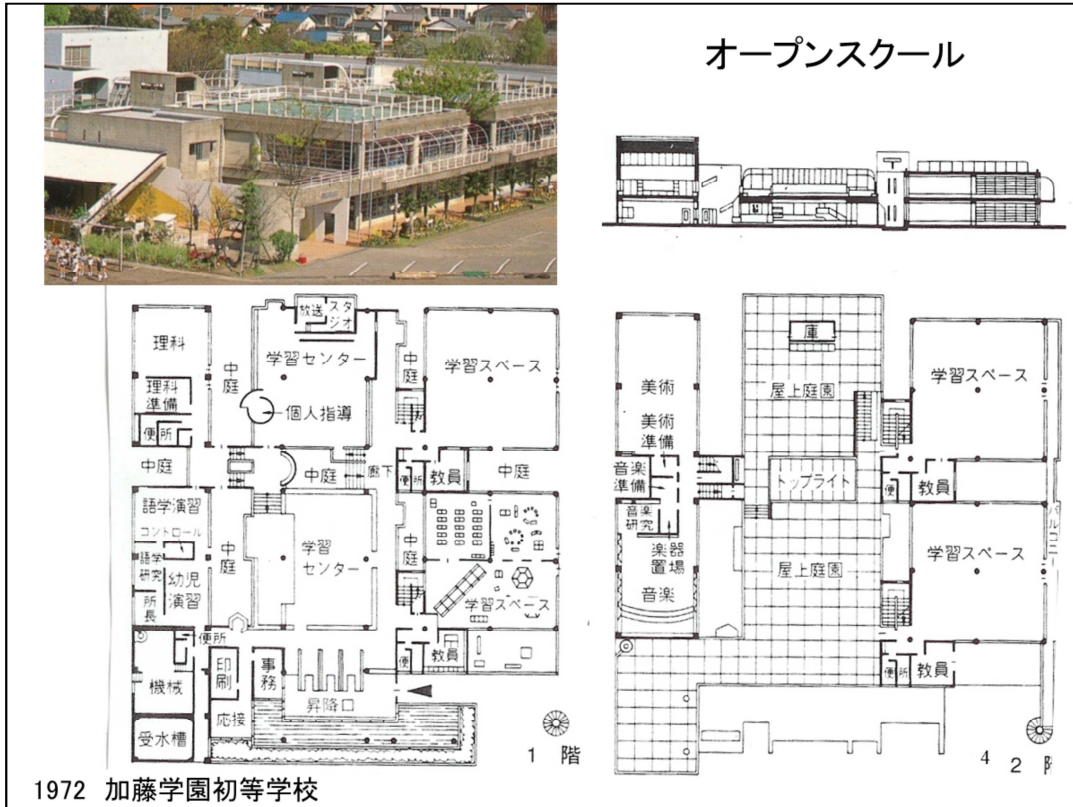 オープンスクール
理科
理科
準備
便所
中庭
中庭
放送
スタ
ジオ
学習センター
個人指導
中庭
学習スペース
中庭
廊下
便所
教員
中庭
語学演習
コントロール
語学研究
幼児
演習
所長
中庭
学習
センター
中庭
学習スペース
便所
機械
印刷
事務
応接
昇降口
便
教員
受水槽
1 階
美術
美術
準備
音楽
準備
音楽
研究
楽器
置場
音楽
庫
屋上庭園
トップライト
屋上庭園
学習スペース
便
教員
バルコニ
学習スペース
便所
教員
4
2 階
1972 加藤学園初等学校